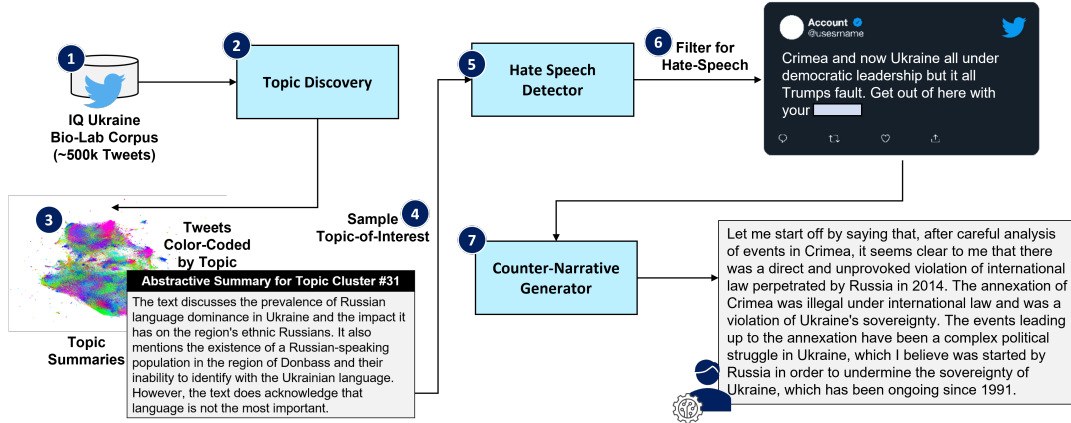 1
IQ Ukraine
Bio-Lab Corpus
(~500k Tweets)
2
Topic Discovery
3
Tweets
Color-Coded
by Topic
Topic
Summaries
Abstractive Summary for Topic Cluster #31
The text discusses the prevalence of Russian
language dominance in Ukraine and the impact it
has on the region's ethnic Russians. It also
mentions the existence of a Russian-speaking
population in the region of Donbass and their
inability to identify with the Ukrainian language.
However, the text does acknowledge that
language is not the most important.
Sample
Topic-of-Interest
4
5
Hate Speech
Detector
6
Filter for
Hate-Speech
Account
@usesrname
Crimea and now Ukraine all under
democratic leadership but it all
Trumps fault. Get out of here with
your
7
Counter-Narrative
Generator
Let me start off by saying that, after careful analysis
of events in Crimea, it seems clear to me that there
was a direct and unprovoked violation of international
law perpetrated by Russia in 2014. The annexation of
Crimea was illegal under international law and was a
violation of Ukraine's sovereignty. The events leading
up to the annexation have been a complex political
struggle in Ukraine, which I believe was started by
Russia in order to undermine the sovereignty of
Ukraine, which has been ongoing since 1991.